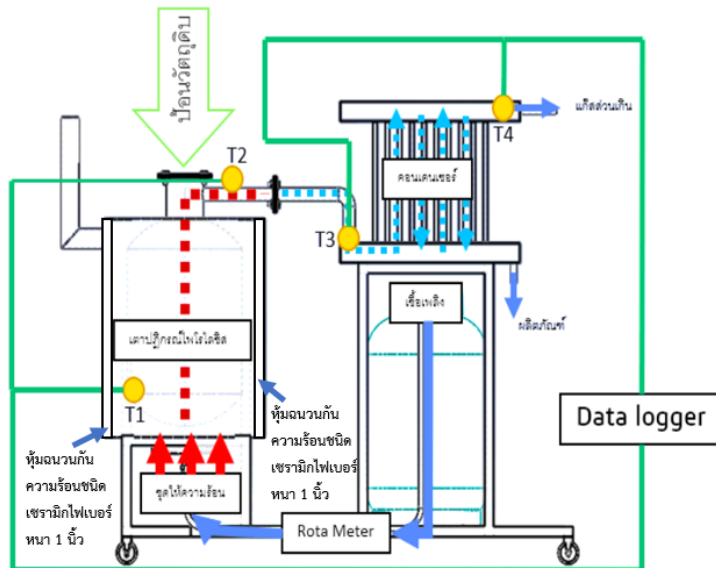 ป้อนวัตถุดิบ
T2
T4
แก๊สส่วนเกิน
คอนเดนเซอร์
T3
เชื้อเพลิง
ผลิตภัณฑ์
เตาปฏิกรณ์ไพโรไลซิส
T1
Data logger
หุ้มฉนวนกัน
ความร้อนชนิด
เซรามิกไฟเบอร์
หนา 1 นิ้ว
หุ้มฉนวนกัน
ความร้อนชนิด
เซรามิกไฟเบอร์
หนา 1 นิ้ว
ชุดให้ความร้อน
Rota Meter